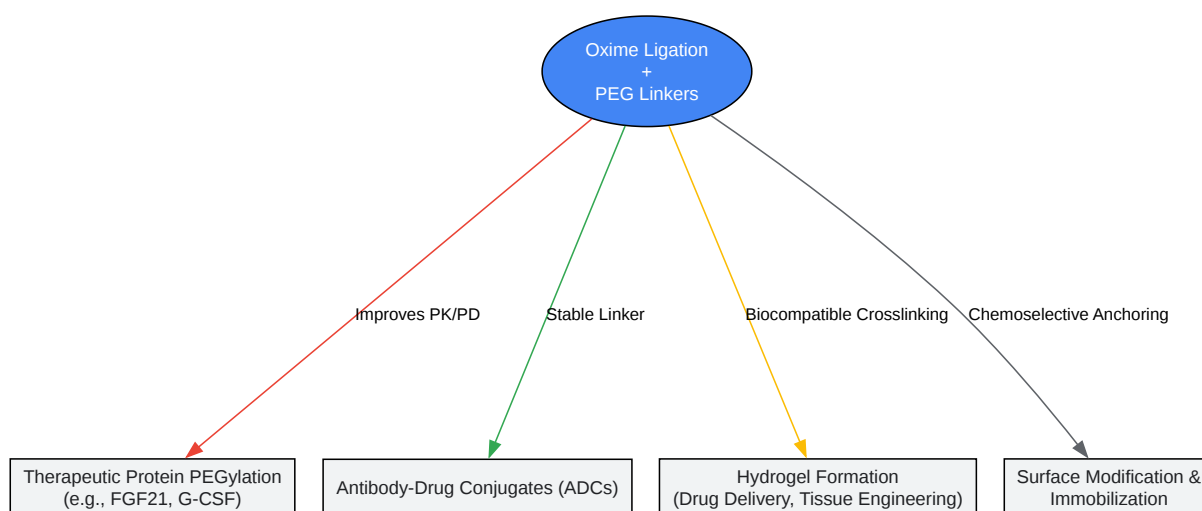 Oxime Ligation
+
PEG Linkers
Improves PK/PD
Stable Linker
Biocompatible Crosslinking
Chemoselective Anchoring
Therapeutic Protein PEGylation
(e.g., FGF21, G-CSF)
Antibody-Drug Conjugates (ADCs)
Hydrogel Formation
(Drug Delivery, Tissue Engineering)
Surface Modification &
Immobilization